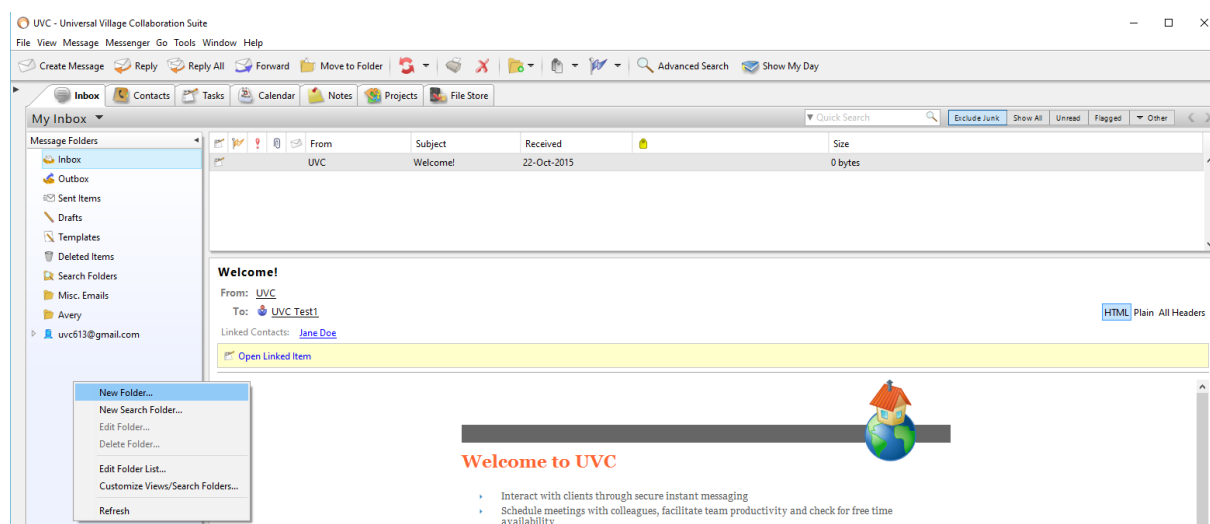 UVC - Universal Village Collaboration Suite
File View Message Messenger Go Tools Window Help
Create Message Reply Reply All Forward Move to Folder Advanced Search Show My Day
Inbox Contacts Tasks Calendar Notes Projects File Store
My Inbox Quick Search Exclude Junk Show All Unread Flagged Other
Message Folders From Subject Received Size
Inbox UVC Welcome! 22-Oct-2015 0 bytes
Outbox
Sent Items
Drafts
Templates
Deleted Items
Search Folders
Misc. Emails
Avery
uvc613@gmail.com
Welcome!
From: UVC
To: UVC Test1
HTML Plain All Headers
Linked Contacts: Jane Doe
Open Linked Item
New Folder...
New Search Folder...
Edit Folder...
Delete Folder...
Edit Folder List...
Customize Views/Search Folders...
Refresh
Welcome to UVC
Interact with clients through secure instant messaging
Schedule meetings with colleagues, facilitate team productivity and check for free time
availability